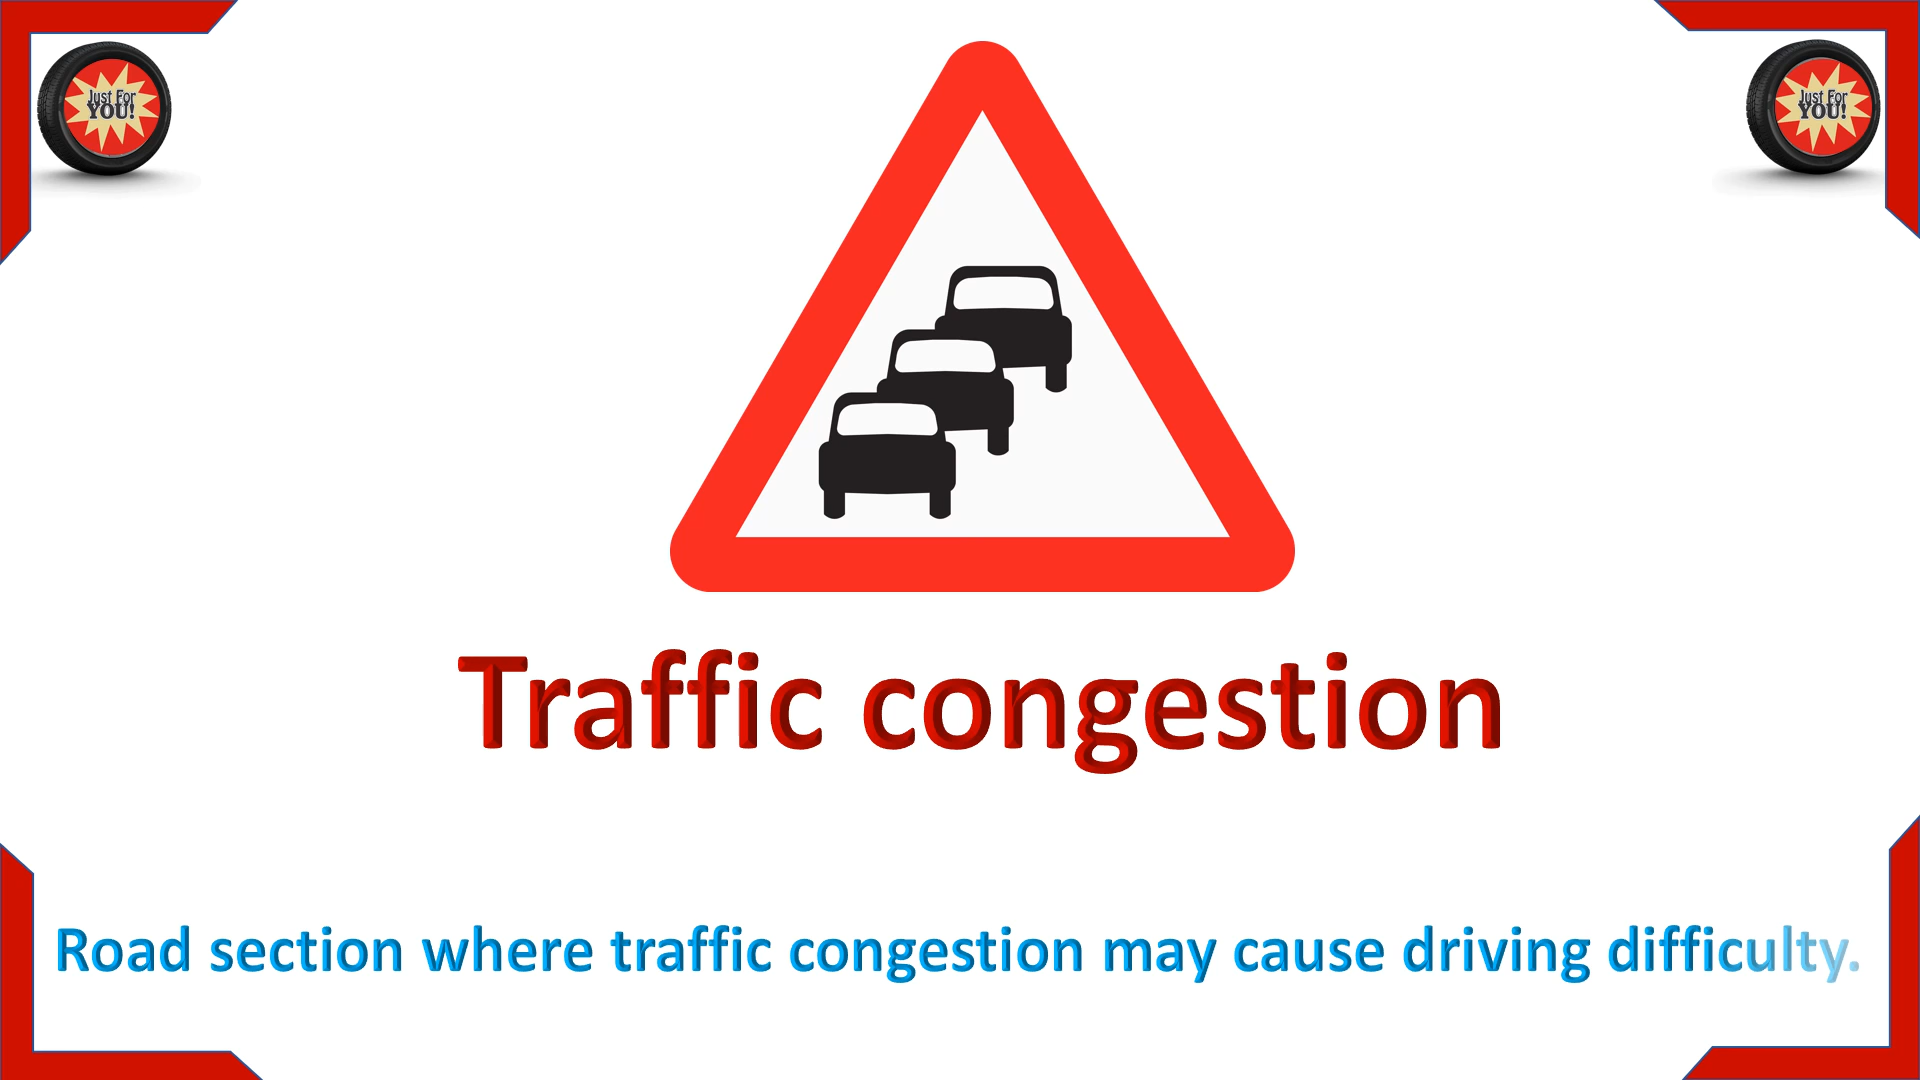 Just For
YOU!
Just For
YOU!
Traffic congestion
Road section where traffic congestion may cause driving difficulty.